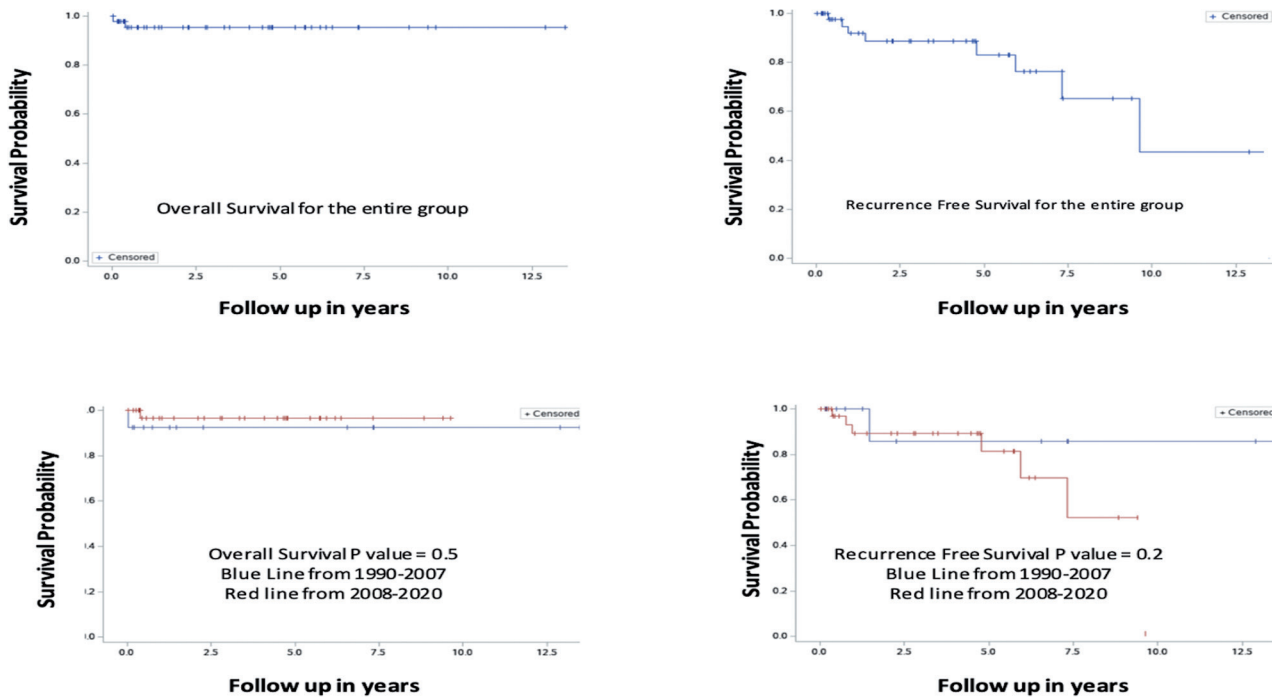 1.0
0.8
0.6
0.4
0.2
0.0
Survival Probability
Overall Survival for the entire group
+ Censored
0.0 2.5 5.0 7.5 10.0 12.5
Follow up in years
1.0
0.8
0.6
0.4
0.2
0.0
Survival Probability
+ Censored
Recurrence Free Survival for the entire group
0.0 2.5 5.0 7.5 10.0 12.5
Follow up in years
.0
).8
).6
).4
).2
).0
Survival Probability
+ Censored
Overall Survival P value = 0.5
Blue Line from 1990-2007
Red line from 2008-2020
0.0 2.5 5.0 7.5 10.0 12.5
Follow up in years
1.0
0.8
0.6
0.4
0.2
0.0
Survival Probability
+ Censored
Recurrence Free Survival P value = 0.2
Blue Line from 1990-2007
Red line from 2008-2020
0.0 2.5 5.0 7.5 10.0 12.5
Follow up in years